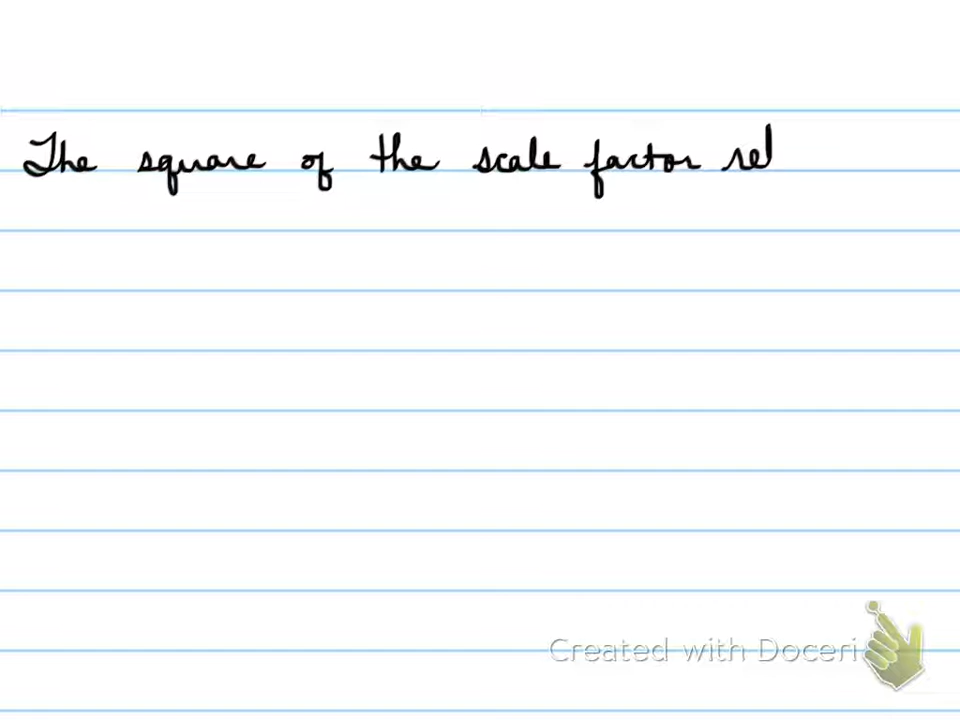 The square of the scale factor rel
Created with Doceri